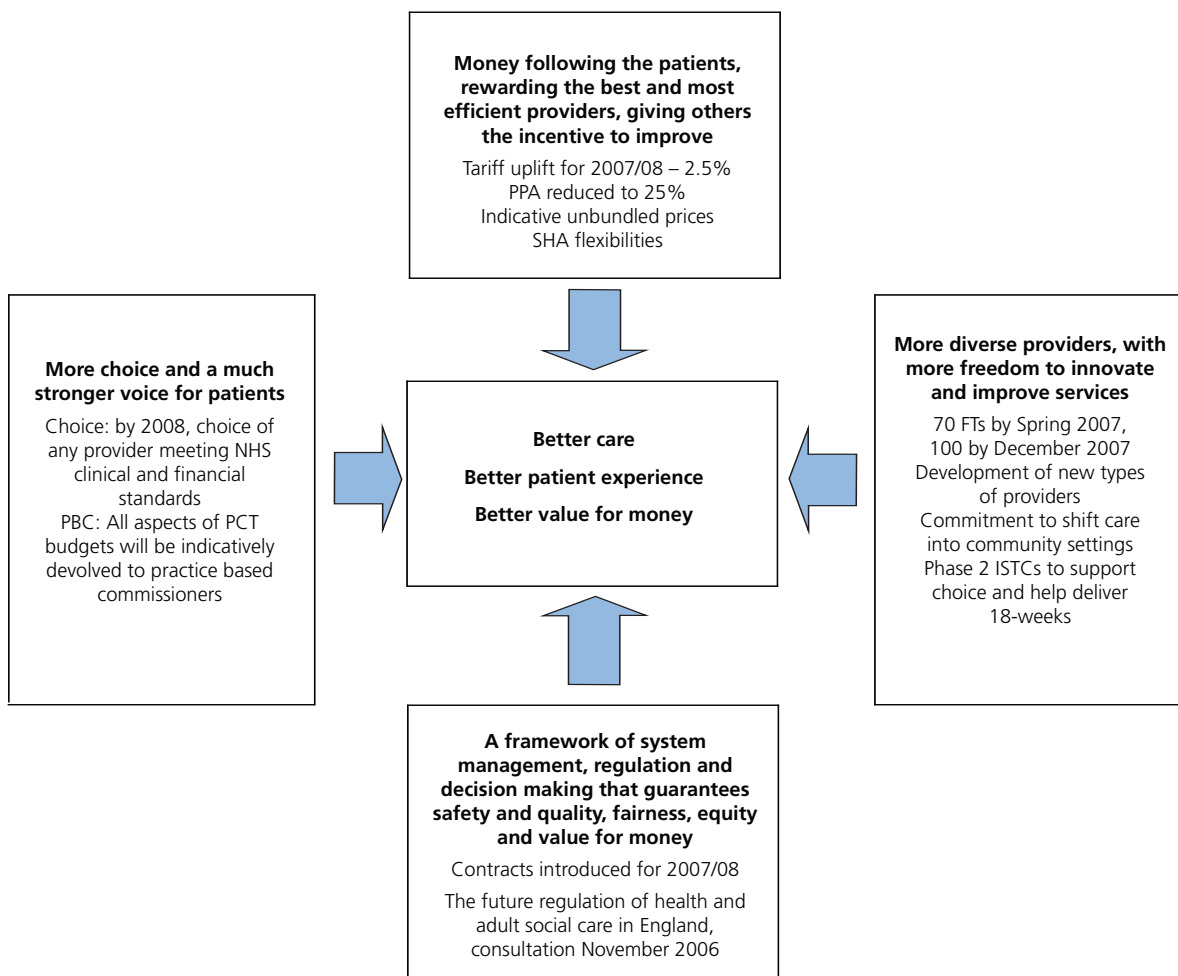 Money following the patients,
rewarding the best and most
efficient providers, giving others
the incentive to improve
Tariff uplift for 2007/08 – 2.5%
PPA reduced to 25%
Indicative unbundled prices
SHA flexibilities
More choice and a much
stronger voice for patients
Choice: by 2008, choice of
any provider meeting NHS
clinical and financial
standards
PBC: All aspects of PCT
budgets will be indicatively
devolved to practice based
commissioners
Better care
Better patient experience
Better value for money
More diverse providers, with
more freedom to innovate
and improve services
70 FTs by Spring 2007,
100 by December 2007
Development of new types
of providers
Commitment to shift care
into community settings
Phase 2 ISTCs to support
choice and help deliver
18-weeks
A framework of system
management, regulation and
decision making that guarantees
safety and quality, fairness, equity
and value for money
Contracts introduced for 2007/08
The future regulation of health and
adult social care in England,
consultation November 2006